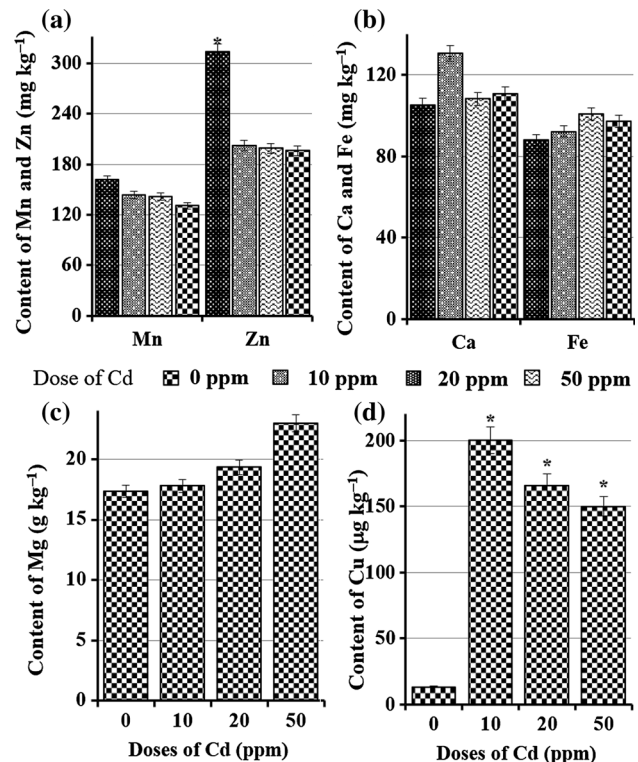 (a)
Content of Mn and Zn (mg kg⁻¹)
300
240
180
120
60
0
*
Mn Zn
(b)
Content of Ca and Fe (mg kg⁻¹)
120
80
40
0
Ca Fe
Dose of Cd 0 ppm 10 ppm 20 ppm 50 ppm
(c)
Content of Mg (g kg⁻¹)
20
15
10
5
0
0 10 20 50
Doses of Cd (ppm)
(d)
Content of Cu (µg kg⁻¹)
200
150
100
50
0
* * *
0 10 20 50
Doses of Cd (ppm)